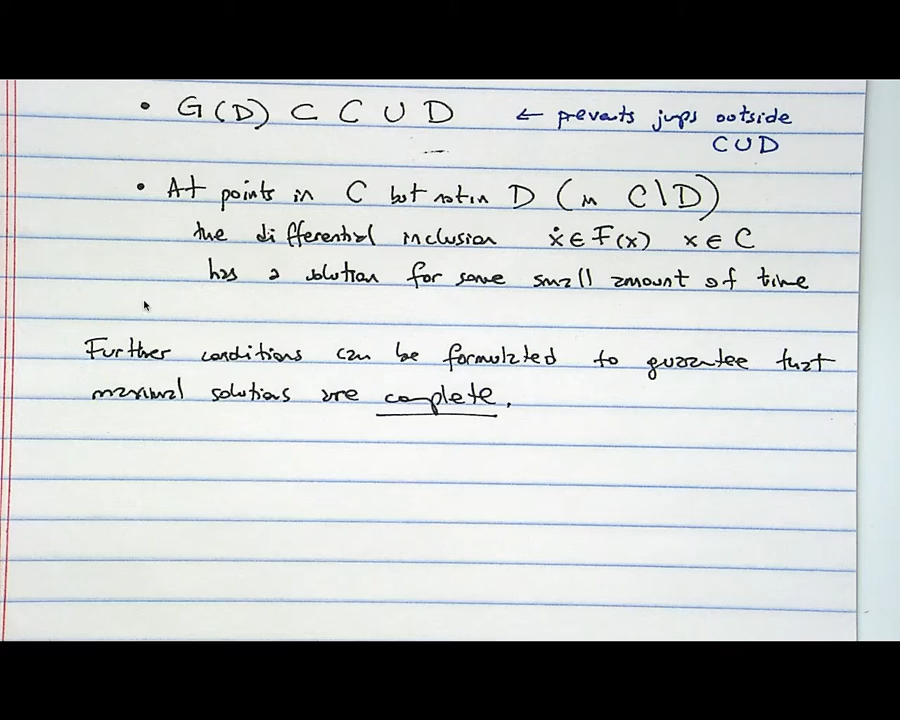 • G(D) ⊂ C ∪ D ← prevents jumps outside
C ∪ D
• At points in C but not in D (in C\D)
the differential inclusion ẋ ∈ F(x) x ∈ C
has a solution for some small amount of time
Further conditions can be formulated to guarantee that
maximal solutions are complete.